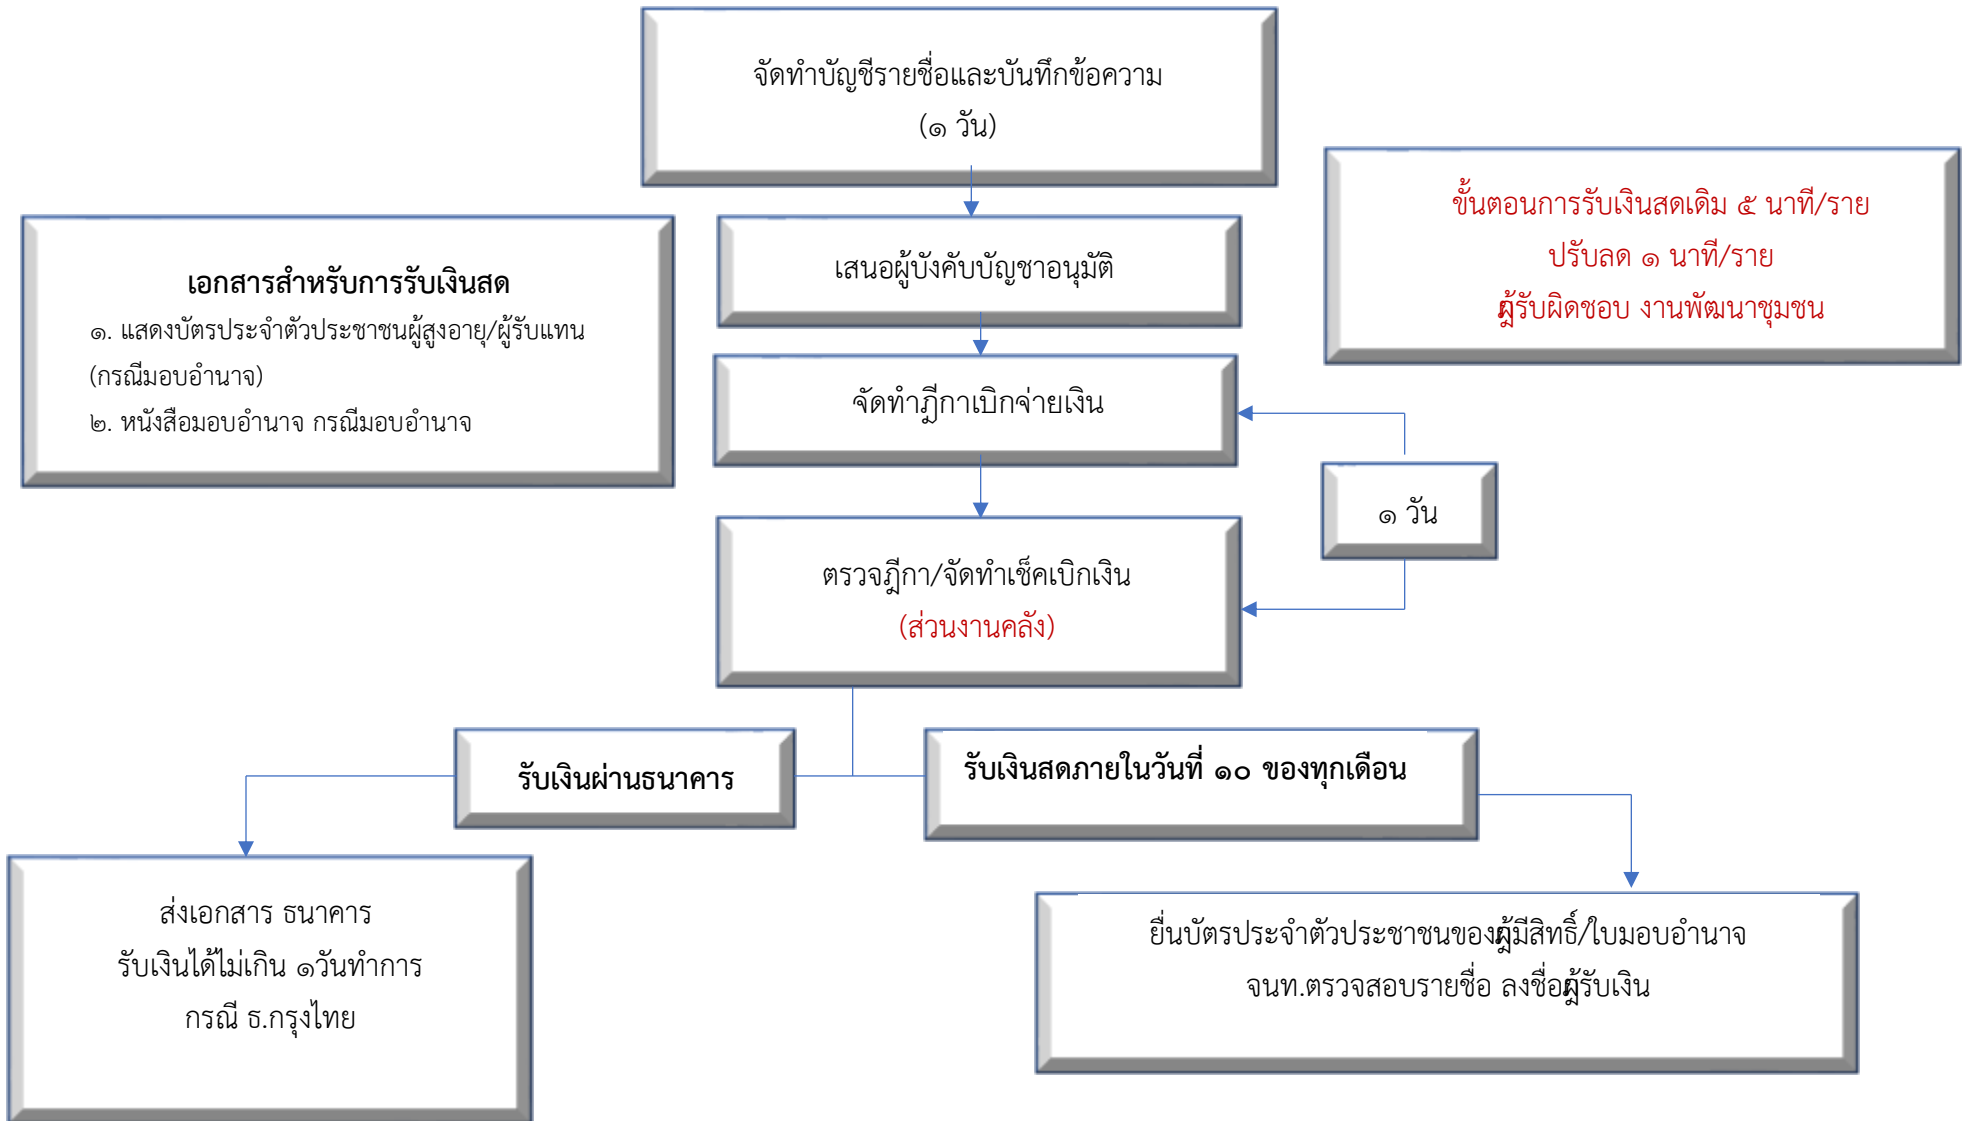 จัดทำบัญชีรายชื่อและบันทึกข้อความ
(๑ วัน)
ขั้นตอนการรับเงินสดเดิม ๕ นาที/ราย
ปรับลด ๑ นาที/ราย
ผู้รับผิดชอบ งานพัฒนาชุมชน
เอกสารสำหรับการรับเงินสด
๑. แสดงบัตรประจำตัวประชาชนผู้สูงอายุ/ผู้รับแทน
(กรณีมอบอำนาจ)
๒. หนังสือมอบอำนาจ กรณีมอบอำนาจ
เสนอผู้บังคับบัญชาอนุมัติ
จัดทำฎีกาเบิกจ่ายเงิน
๑ วัน
ตรวจฎีกา/จัดทำเช็คเบิกเงิน
(ส่วนงานคลัง)
รับเงินผ่านธนาคาร
รับเงินสดภายในวันที่ ๑๐ ของทุกเดือน
ส่งเอกสาร ธนาคาร
รับเงินได้ไม่เกิน ๑วันทำการ
กรณี ธ.กรุงไทย
ยื่นบัตรประจำตัวประชาชนของผู้มีสิทธิ์/ใบมอบอำนาจ
จนท.ตรวจสอบรายชื่อ ลงชื่อผู้รับเงิน